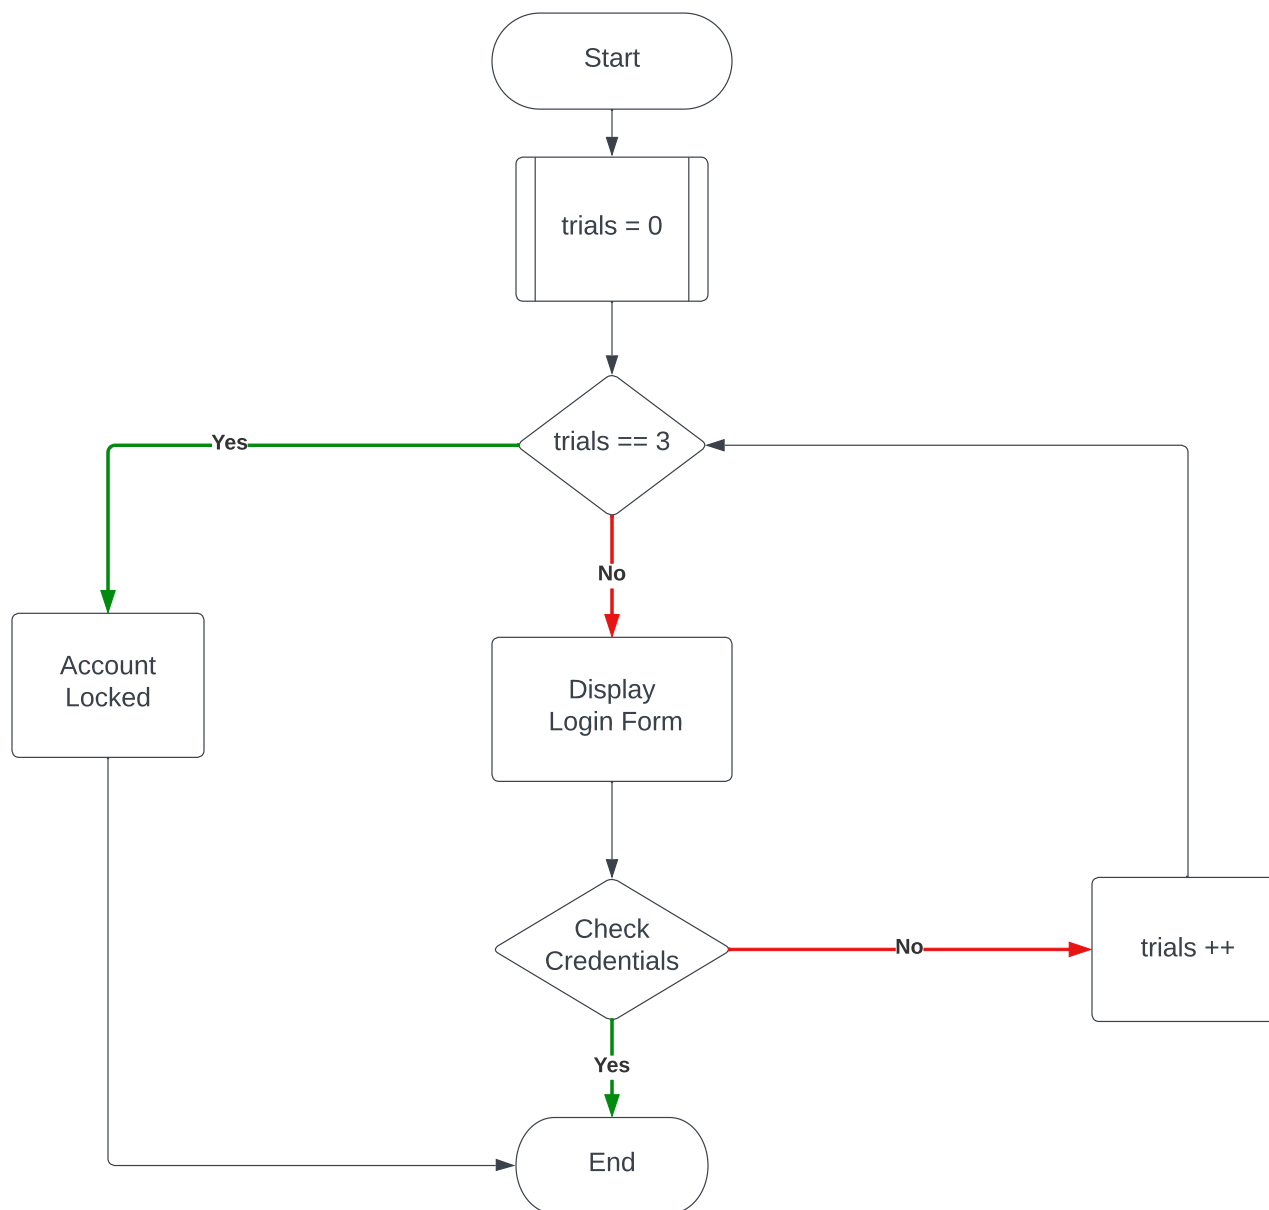 Start
trials = 0
trials == 3
Yes
No
Account
Locked
Display
Login Form
Check
Credentials
No
trials ++
Yes
End